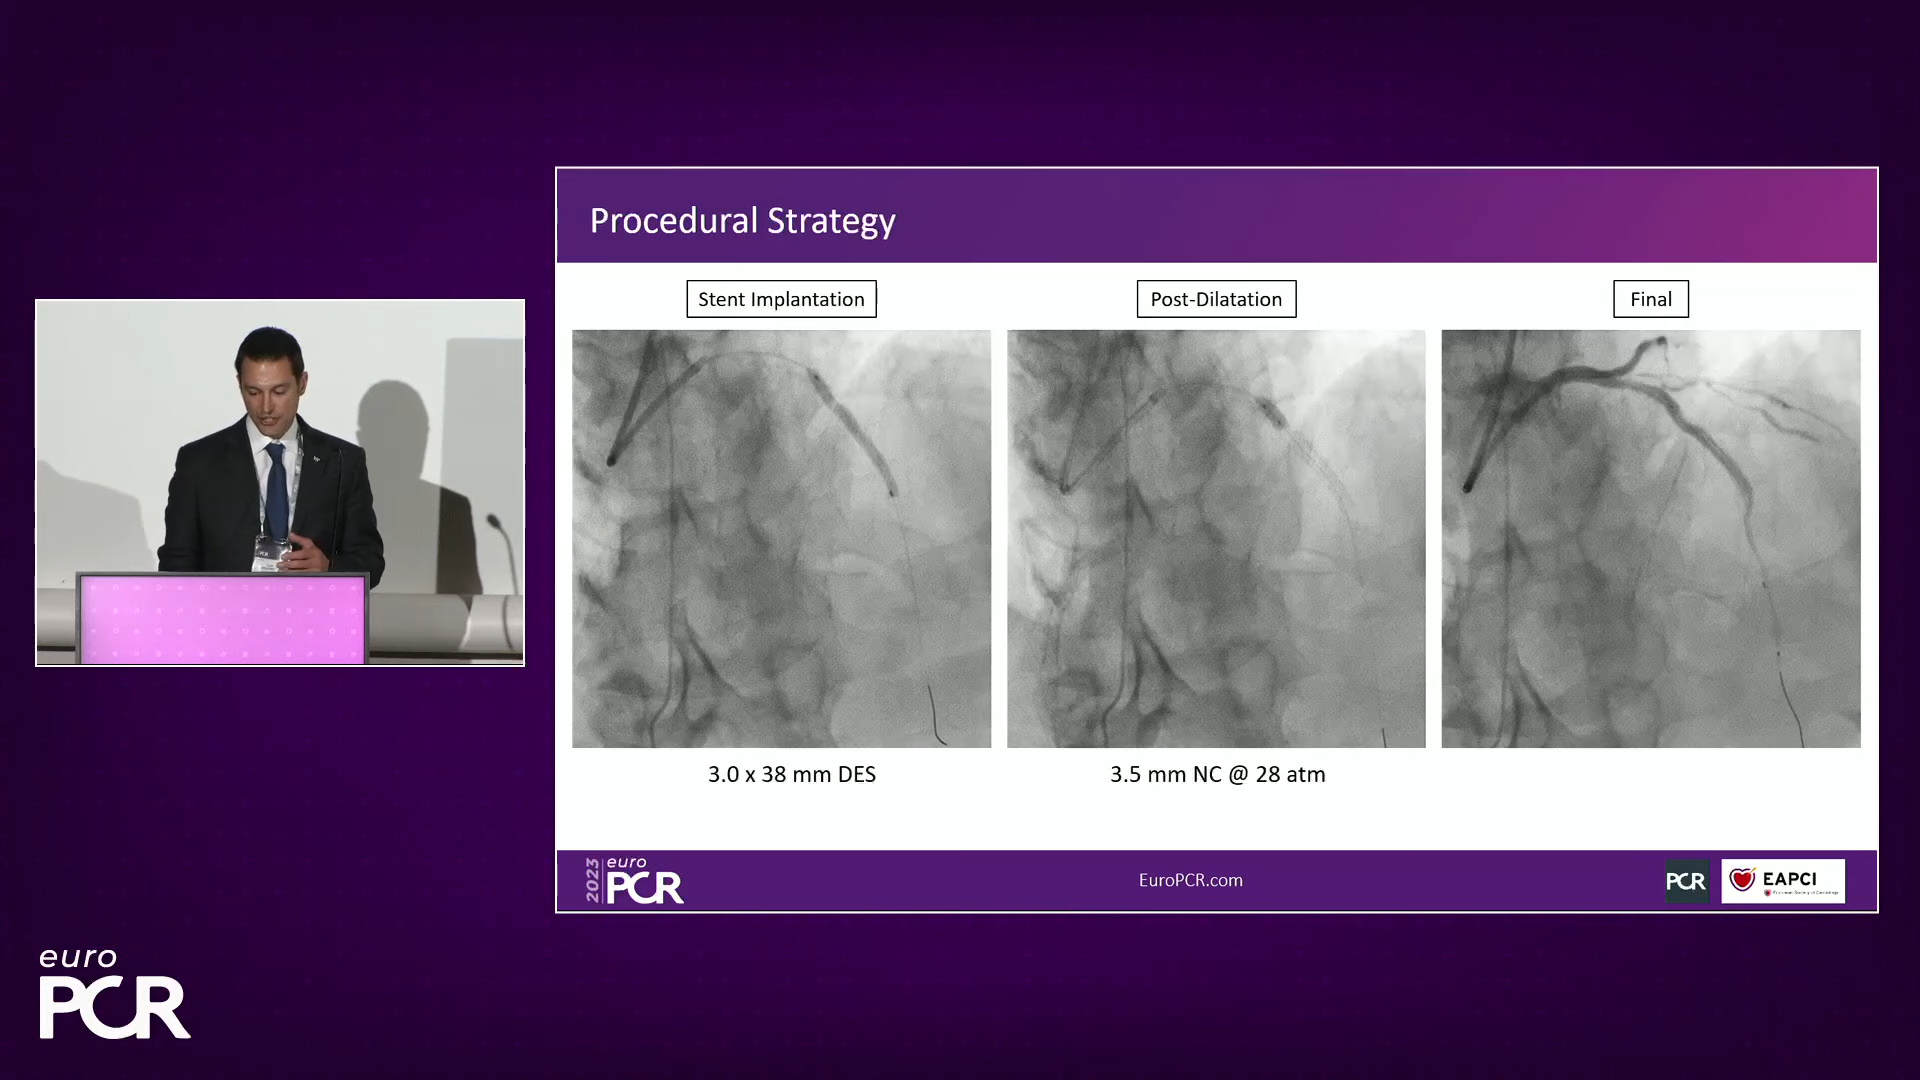 Procedural Strategy
Stent Implantation
Post-Dilatation
Final
3.0 x 38 mm DES
3.5 mm NC @ 28 atm
2023
euro
PCR
EuroPCR.com
PCR
EAPCI
euro
PCR